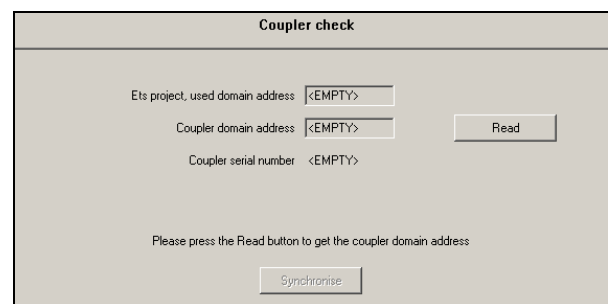 Coupler check
Ets project, used domain address <EMPTY>
Coupler domain address <EMPTY> Read
Coupler serial number <EMPTY>
Please press the Read button to get the coupler domain address
Synchronise